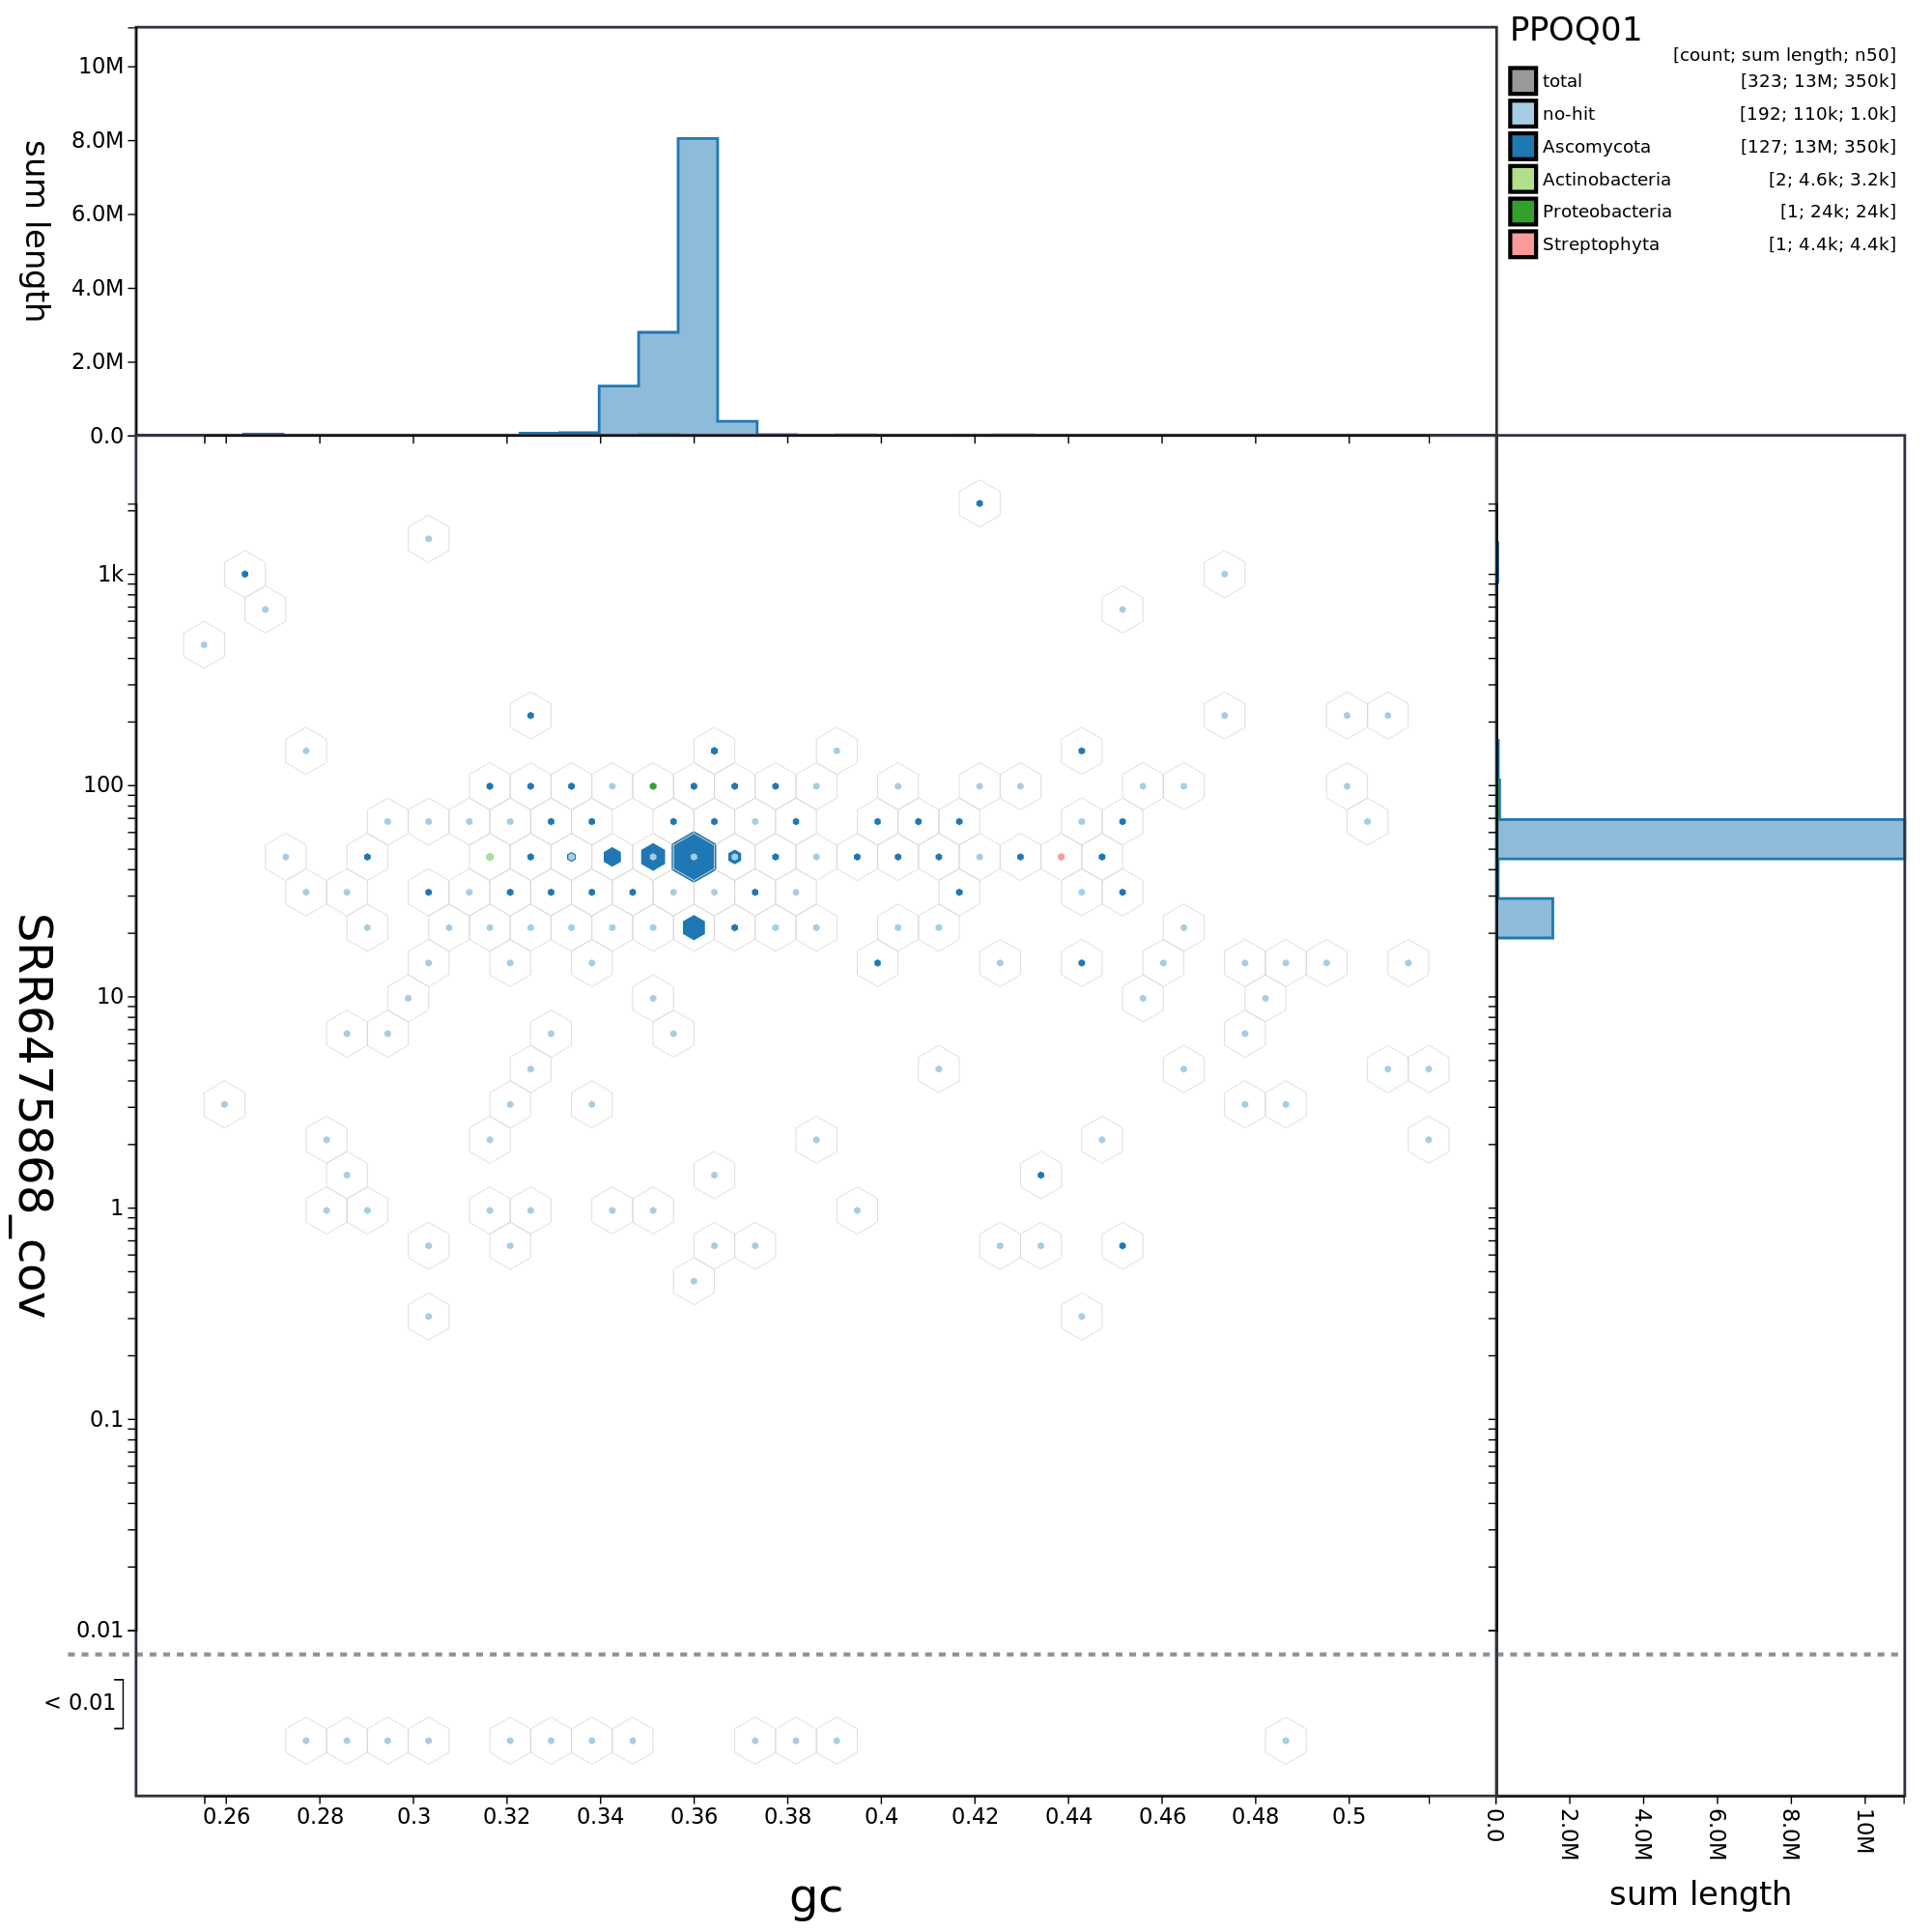 PPOQ01
[count; sum length; n50]
total [323; 13M; 350k]
no-hit [192; 110k; 1.0k]
Ascomycota [127; 13M; 350k]
Actinobacteria [2; 4.6k; 3.2k]
Proteobacteria [1; 24k; 24k]
Streptophyta [1; 4.4k; 4.4k]
sum length
10M
8.0M
6.0M
4.0M
2.0M
0.0
SRR6475868_cov
1k
100
10
1
0.1
0.01
< 0.01
0.26 0.28 0.3 0.32 0.34 0.36 0.38 0.4 0.42 0.44 0.46 0.48 0.5
gc
0.0 2.0M 4.0M 6.0M 8.0M 10M
sum length